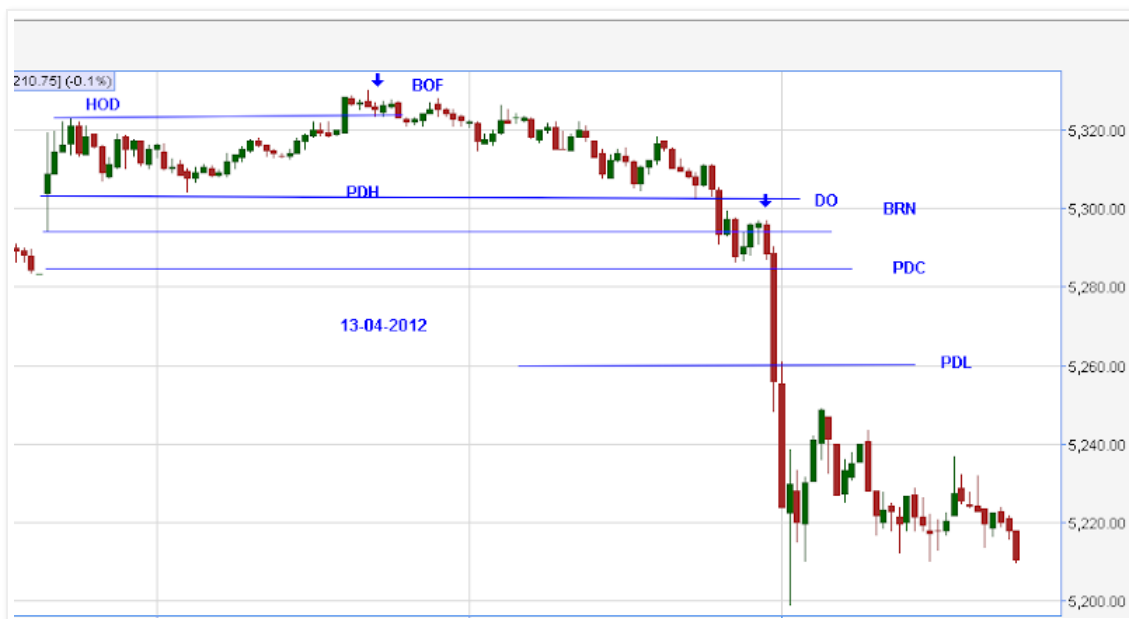 210.75] (-0.1%)
BOF
HOD
5,320.00
PDH
DO
BRN
5,300.00
PDC
5,280.00
13-04-2012
PDL
5,260.00
5,240.00
5,220.00
5,200.00